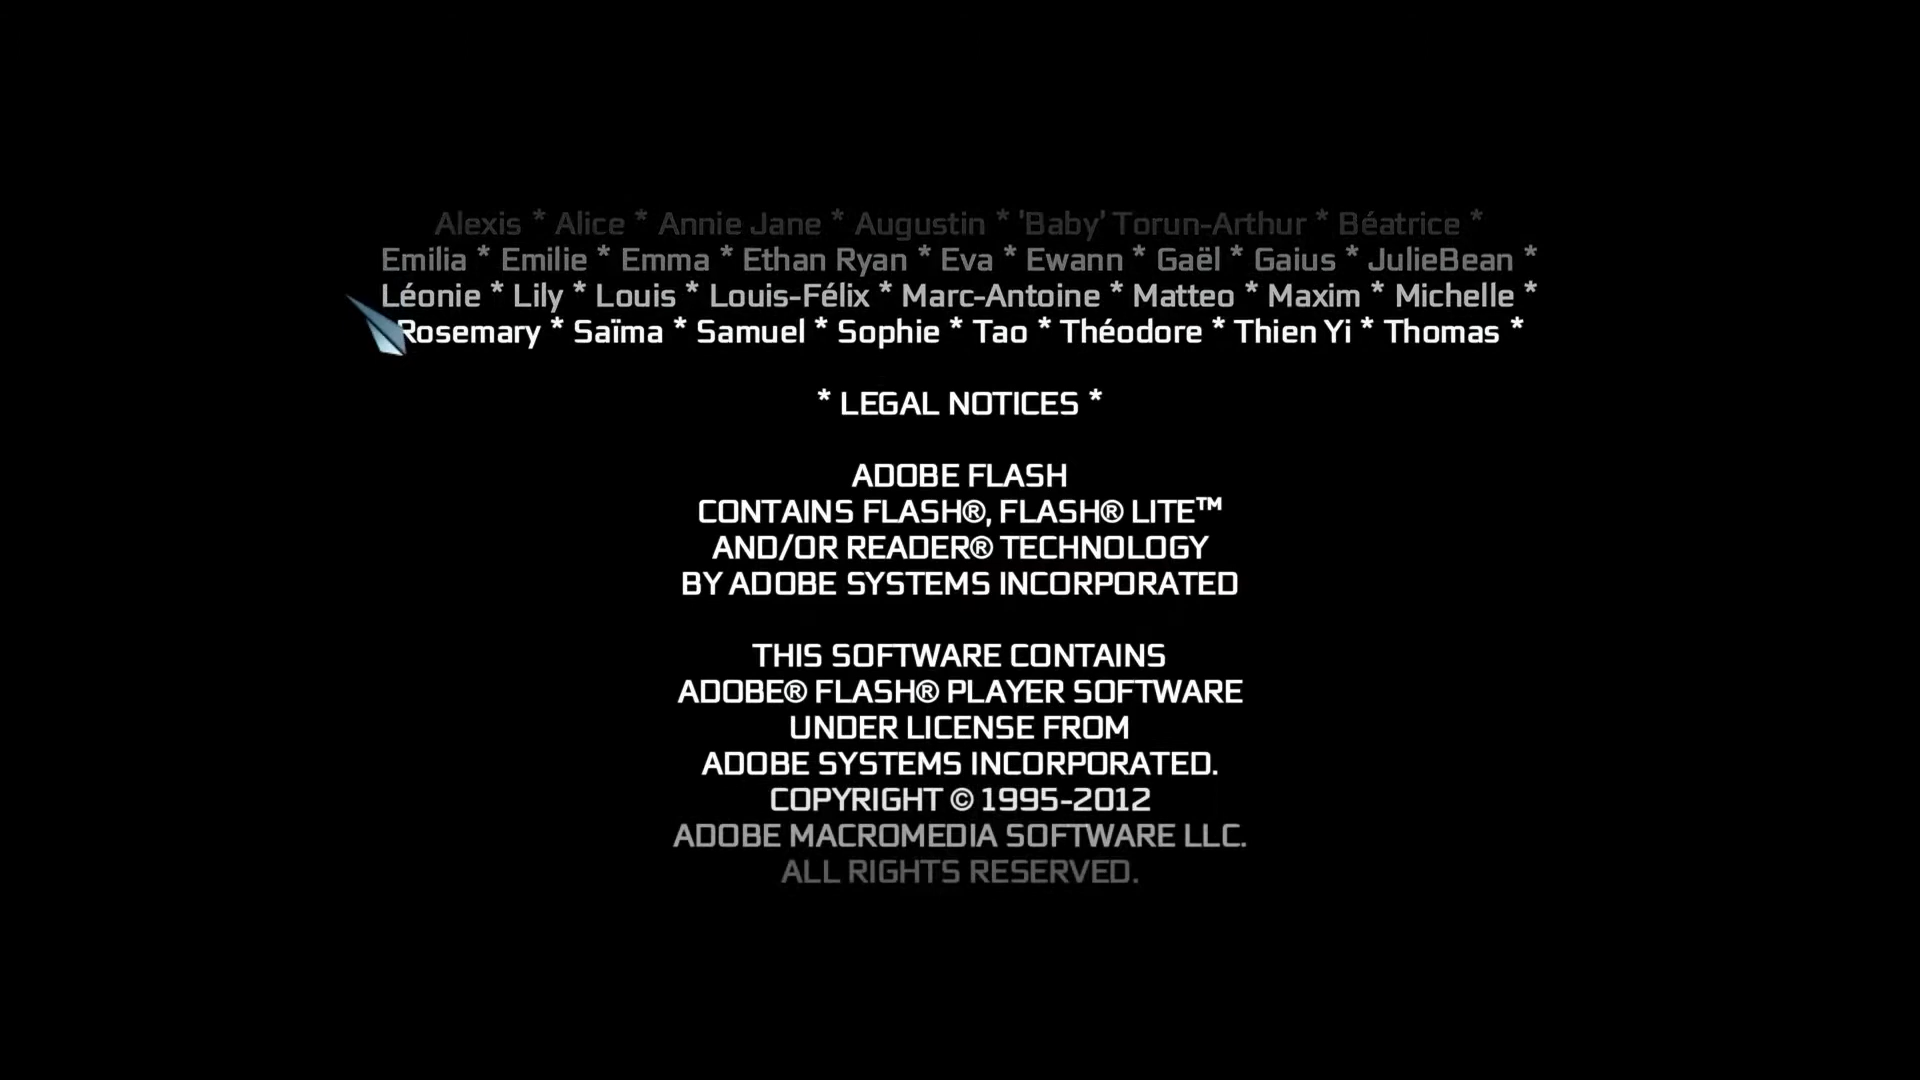 Alexis * Alice * Annie Jane * Augustin * 'Baby' Torun-Arthur * Béatrice *
Emilia * Emilie * Emma * Ethan Ryan * Eva * Ewann * Gaël * Gaius * JulieBean *
Léonie * Lily * Louis * Louis-Félix * Marc-Antoine * Matteo * Maxim * Michelle *
Rosemary * Saïma * Samuel * Sophie * Tao * Théodore * Thien Yi * Thomas *
* LEGAL NOTICES *
ADOBE FLASH
CONTAINS FLASH®, FLASH® LITE™
AND/OR READER® TECHNOLOGY
BY ADOBE SYSTEMS INCORPORATED
THIS SOFTWARE CONTAINS
ADOBE® FLASH® PLAYER SOFTWARE
UNDER LICENSE FROM
ADOBE SYSTEMS INCORPORATED.
COPYRIGHT © 1995-2012
ADOBE MACROMEDIA SOFTWARE LLC.
ALL RIGHTS RESERVED.